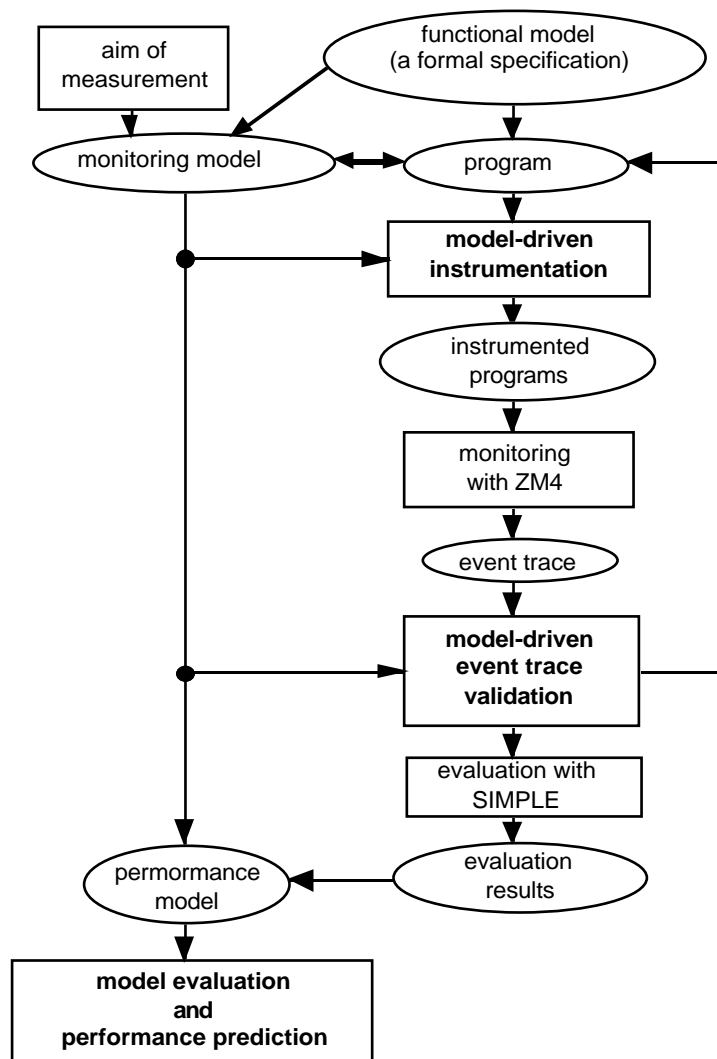 aim of
measurement
functional model
(a formal specification)
monitoring model
program
model-driven
instrumentation
instrumented
programs
monitoring
with ZM4
event trace
model-driven
event trace
validation
evaluation with
SIMPLE
permormance
model
evaluation
results
model evaluation
and
performance prediction